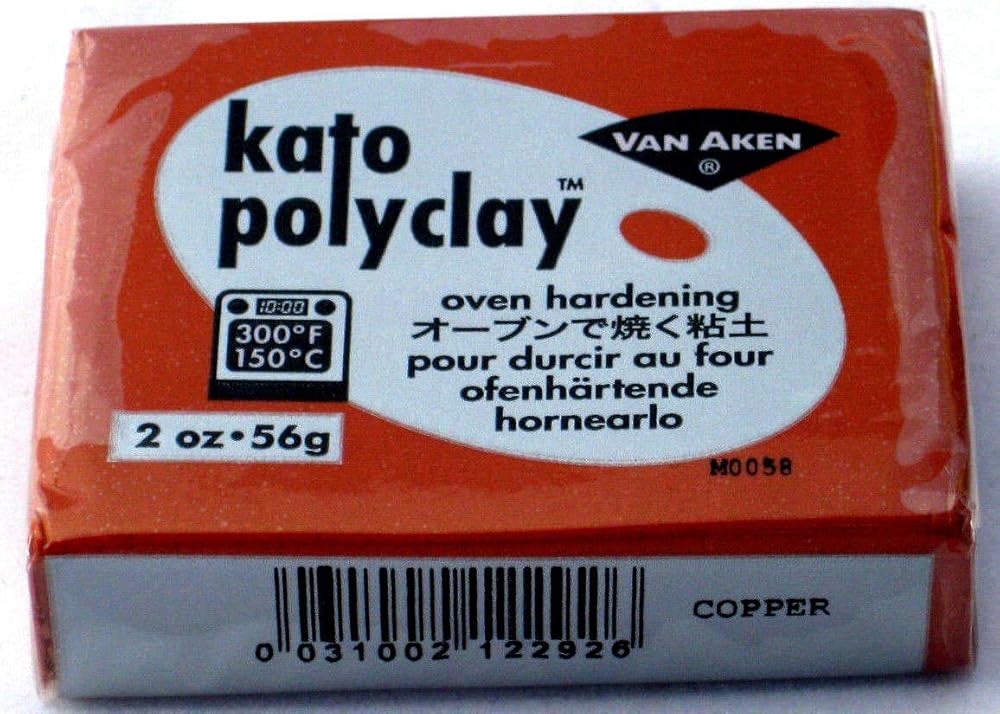 kato
polyclay™
VAN AKEN
®
10:00
300°F
150°C
oven hardening
オーブンで焼く粘土
pour durcir au four
ofenhärtende
hornearlo
2 oz•56g
M0058
COPPER
0 031002 122926